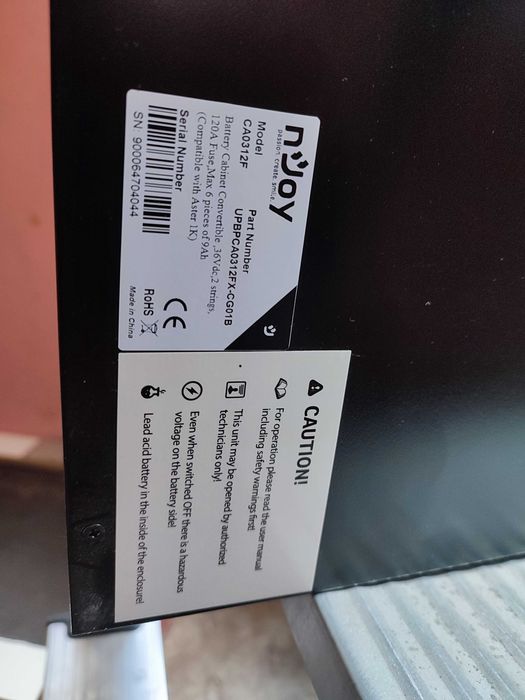 nJoy
passion. create. smile.
Model
CA0312F
Part Number
UPBPCA0312FX-CG01B
Battery Cabinet Convertible ,36Vdc,2 strings,
120A Fuse,Max 6 pieces of 9Ah
(Compatible with Aster 1K)
Serial Number
SN: 900064704044
CE
RoHS
Made in China
CAUTION!
For operation please read the user manual
including safety warnings first!
This unit may be opened by authorized
technicians only!
Even when switched OFF there is a hazardous
voltage on the battery side!
Lead acid battery in the inside of the enclosure!